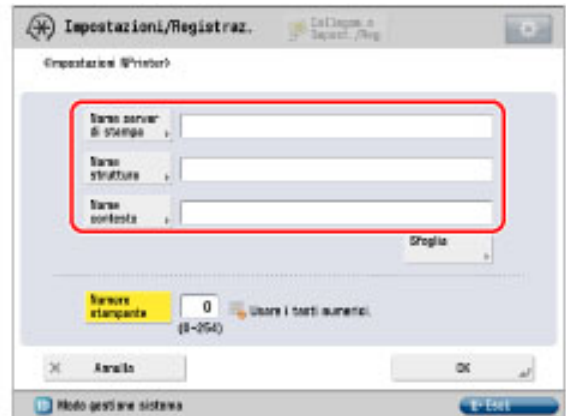 Impostazioni/Registraz.
Collegam.a
Impost./Reg
<Impostazioni NPrinter>
Nome server
di stampa
Nome
struttura
Nome
contesto
Sfoglia
Numero
stampante
0
Usare i tasti numerici.
(0-254)
Annulla
OK
Modo gestione sistema
Esci